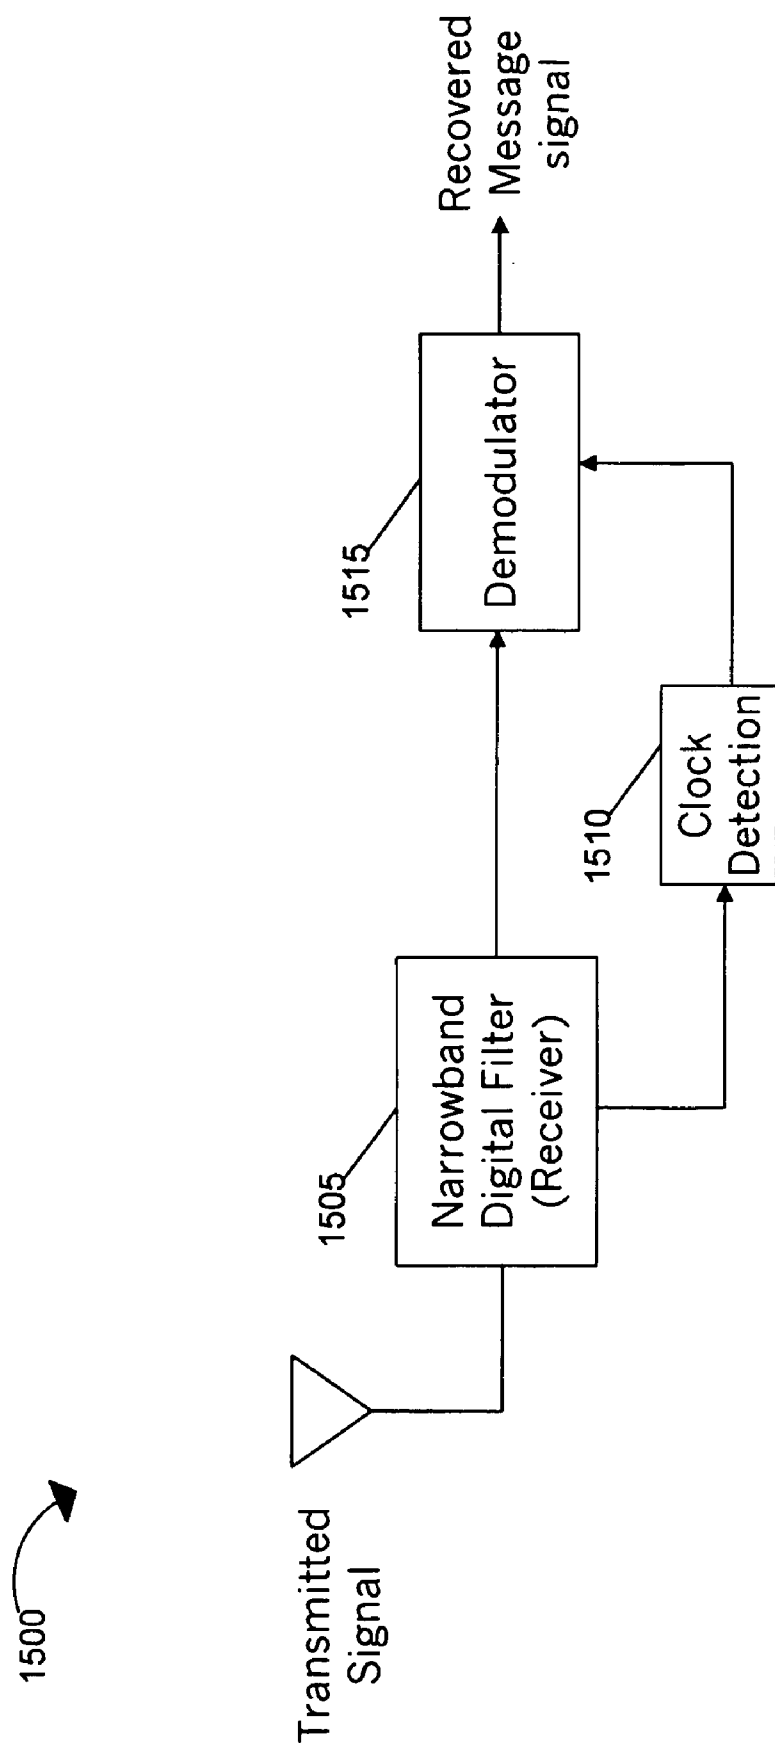 1500
Transmitted
Signal
1505
Narrowband
Digital Filter
(Receiver)
1510
Clock
Detection
1515
Demodulator
Recovered
Message
signal